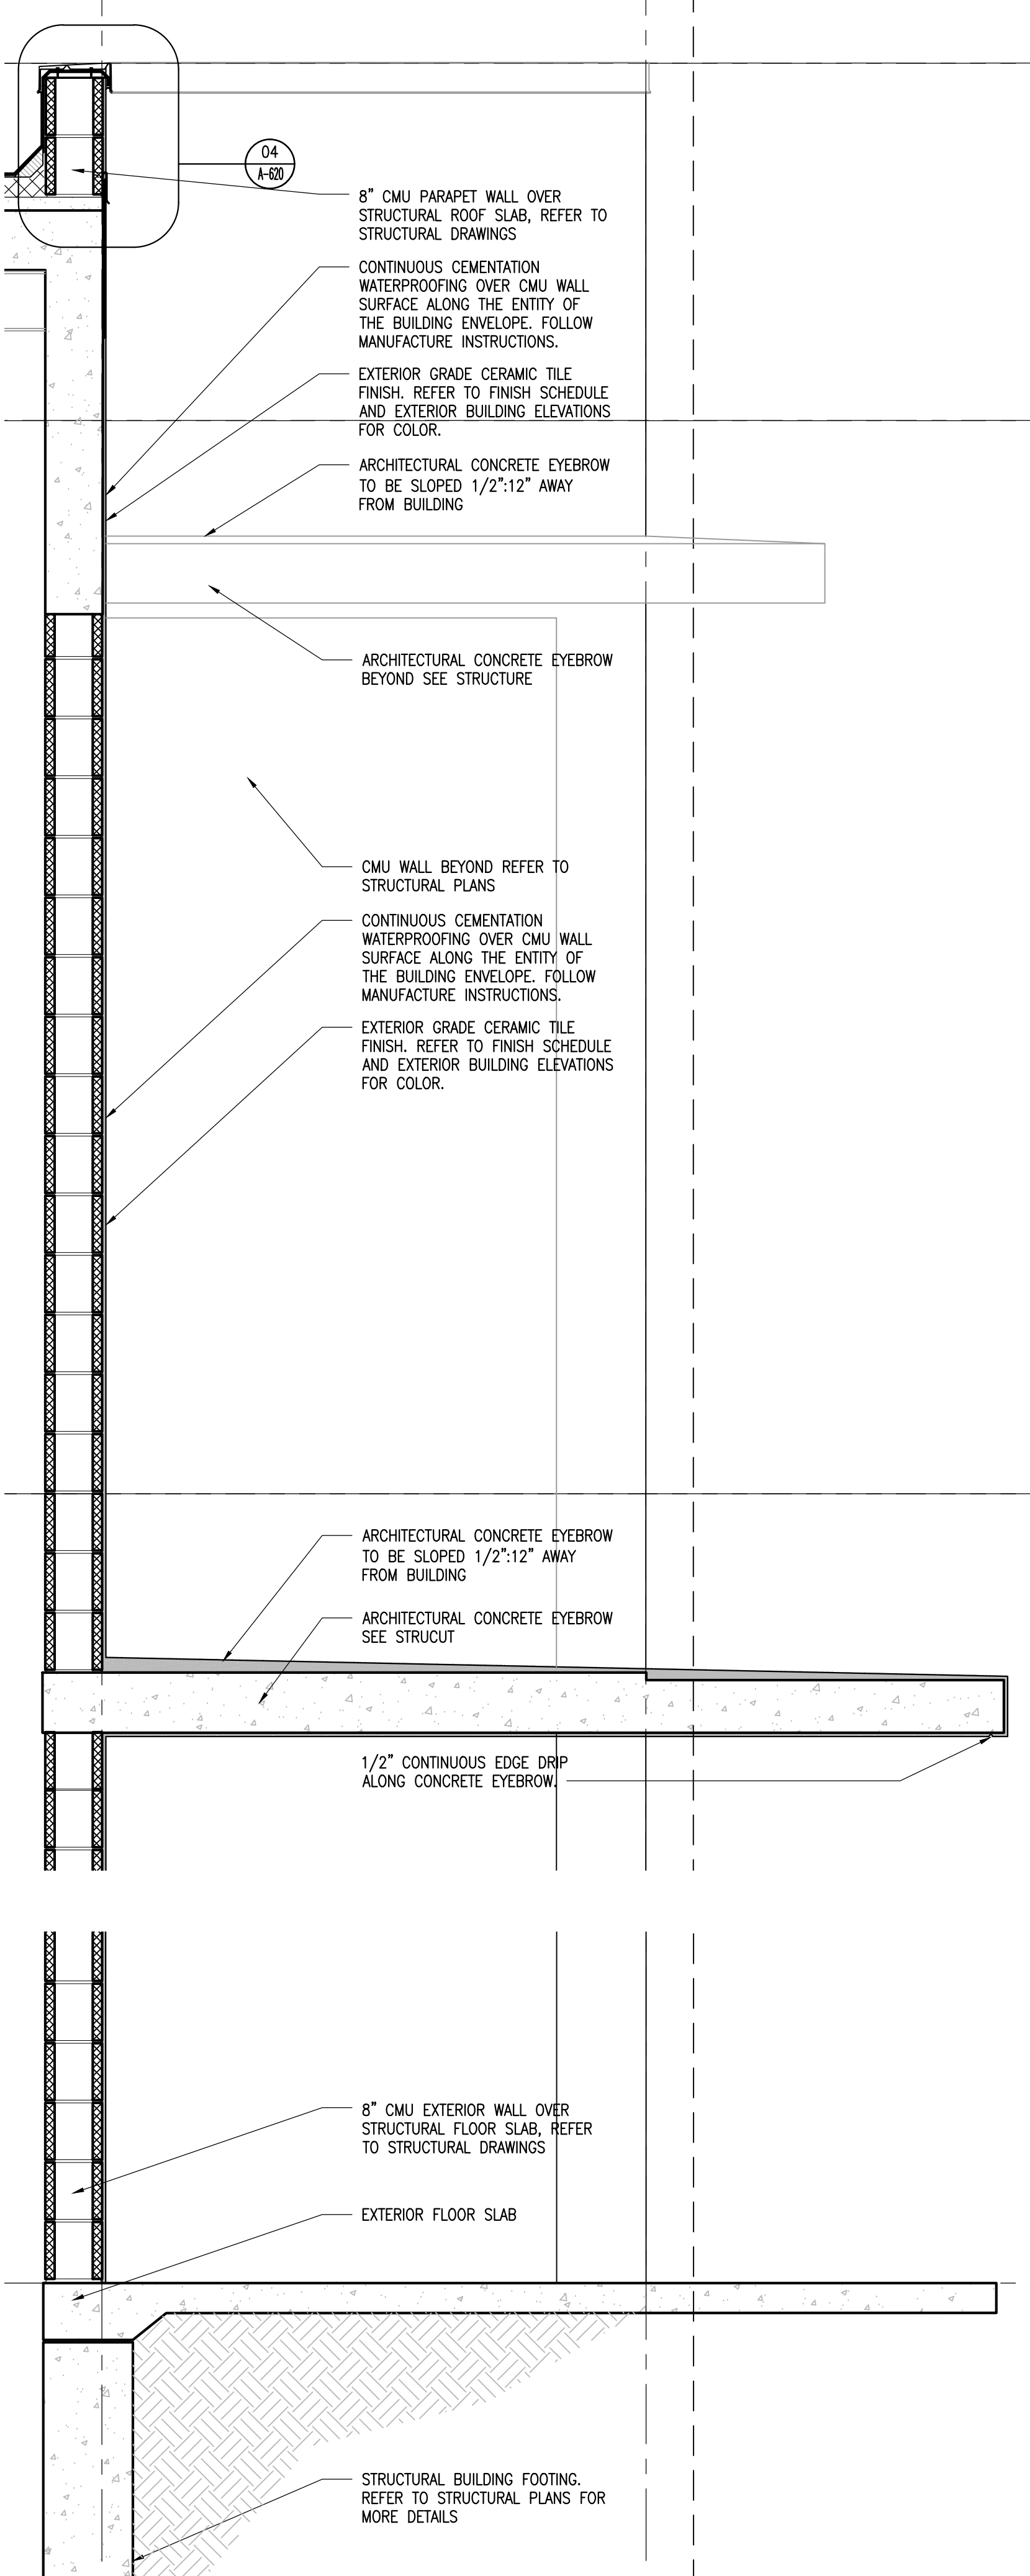 04
A-620
8" CMU PARAPET WALL OVER
STRUCTURAL ROOF SLAB, REFER TO
STRUCTURAL DRAWINGS
CONTINUOUS CEMENTATION
WATERPROOFING OVER CMU WALL
SURFACE ALONG THE ENTITY OF
THE BUILDING ENVELOPE. FOLLOW
MANUFACTURE INSTRUCTIONS.
EXTERIOR GRADE CERAMIC TILE
FINISH. REFER TO FINISH SCHEDULE
AND EXTERIOR BUILDING ELEVATIONS
FOR COLOR.
ARCHITECTURAL CONCRETE EYEBROW
TO BE SLOPED 1/2":12" AWAY
FROM BUILDING
ARCHITECTURAL CONCRETE EYEBROW
BEYOND SEE STRUCTURE
CMU WALL BEYOND REFER TO
STRUCTURAL PLANS
CONTINUOUS CEMENTATION
WATERPROOFING OVER CMU WALL
SURFACE ALONG THE ENTITY OF
THE BUILDING ENVELOPE. FOLLOW
MANUFACTURE INSTRUCTIONS.
EXTERIOR GRADE CERAMIC TILE
FINISH. REFER TO FINISH SCHEDULE
AND EXTERIOR BUILDING ELEVATIONS
FOR COLOR.
ARCHITECTURAL CONCRETE EYEBROW
TO BE SLOPED 1/2":12" AWAY
FROM BUILDING
ARCHITECTURAL CONCRETE EYEBROW
SEE STRUCUT
1/2" CONTINUOUS EDGE DRIP
ALONG CONCRETE EYEBROW.
8" CMU EXTERIOR WALL OVER
STRUCTURAL FLOOR SLAB, REFER
TO STRUCTURAL DRAWINGS
EXTERIOR FLOOR SLAB
STRUCTURAL BUILDING FOOTING.
REFER TO STRUCTURAL PLANS FOR
MORE DETAILS